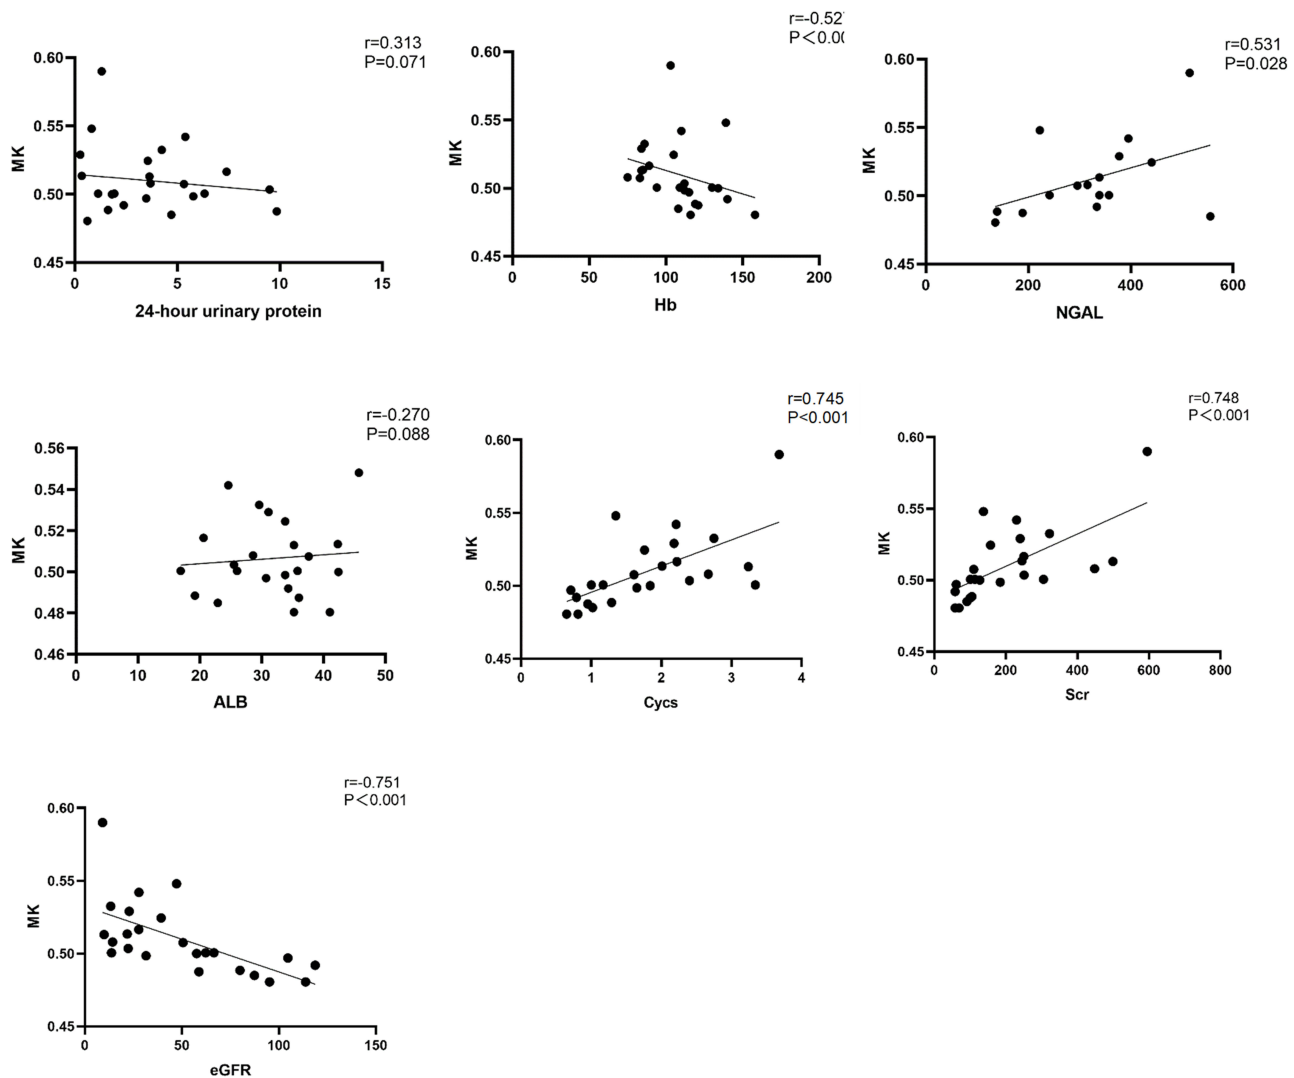 r=0.313
P=0.071
0.60
0.55
0.50
0.45
MK
0
5
10
15
24-hour urinary protein
r=-0.52
P<0.0
0.60
0.55
0.50
0.45
MK
0
50
100
150
200
Hb
r=0.531
P=0.028
0.60
0.55
0.50
0.45
MK
0
200
400
600
NGAL
r=-0.270
P=0.088
0.56
0.54
0.52
0.50
0.48
0.46
MK
0
10
20
30
40
50
ALB
r=0.745
P<0.001
0.60
0.55
0.50
0.45
MK
0
1
2
3
4
Cycs
r=0.748
P<0.001
0.60
0.55
0.50
0.45
MK
0
200
400
600
800
Scr
r=-0.751
P<0.001
0.60
0.55
0.50
0.45
MK
0
50
100
150
eGFR